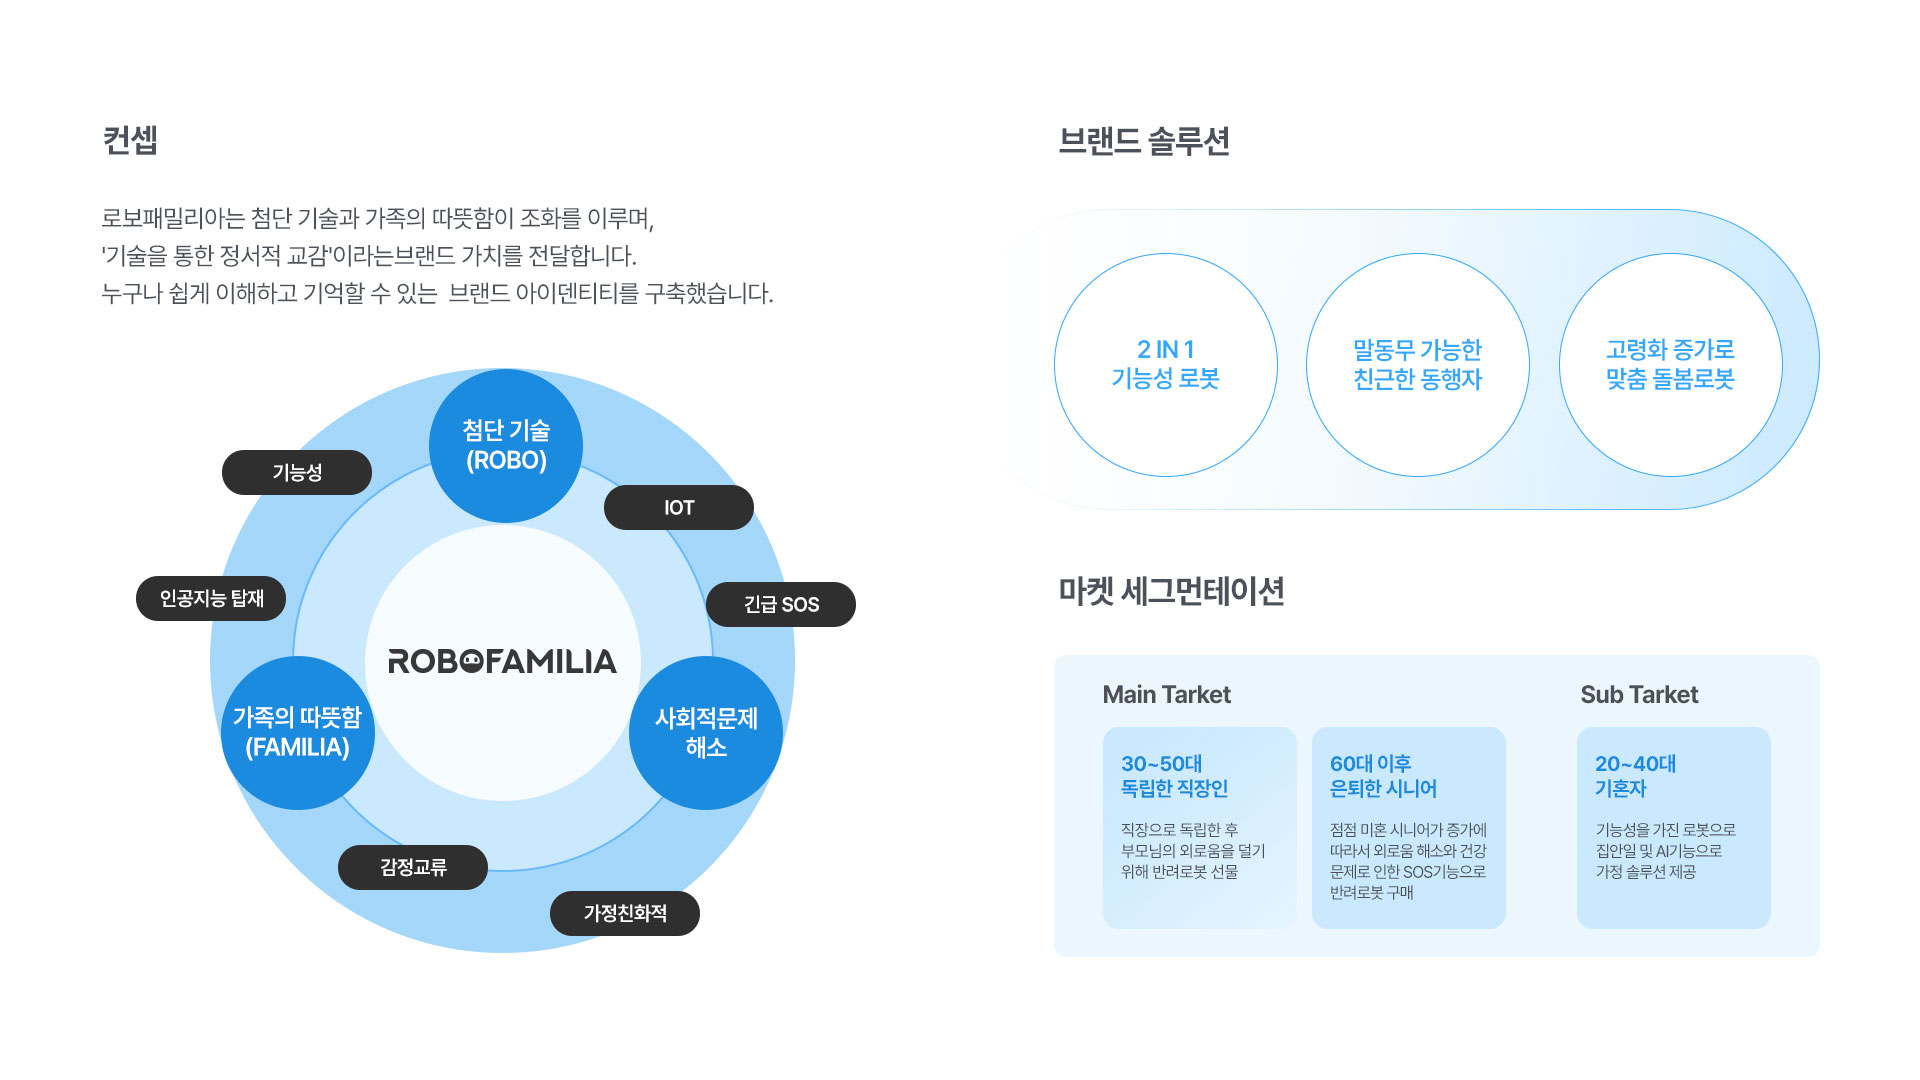 컨셉
로보패밀리아는 첨단 기술과 가족의 따뜻함이 조화를 이루며,
'기술을 통한 정서적 교감'이라는브랜드 가치를 전달합니다.
누구나 쉽게 이해하고 기억할 수 있는 브랜드 아이덴티티를 구축했습니다.
첨단 기술
(ROBO)
기능성
IOT
인공지능 탑재
긴급 SOS
ROBOFAMILIA
가족의 따뜻함
(FAMILIA)
사회적문제
해소
감정교류
가정친화적
브랜드 솔루션
2 IN 1
기능성 로봇
말동무 가능한
친근한 동행자
고령화 증가로
맞춤 돌봄로봇
마켓 세그먼테이션
Main Tarket
30~50대
독립한 직장인
직장으로 독립한 후
부모님의 외로움을 덜기
위해 반려로봇 선물
60대 이후
은퇴한 시니어
점점 미혼 시니어가 증가에
따라서 외로움 해소와 건강
문제로 인한 SOS기능으로
반려로봇 구매
Sub Tarket
20~40대
기혼자
기능성을 가진 로봇으로
집안일 및 AI기능으로
가정 솔루션 제공